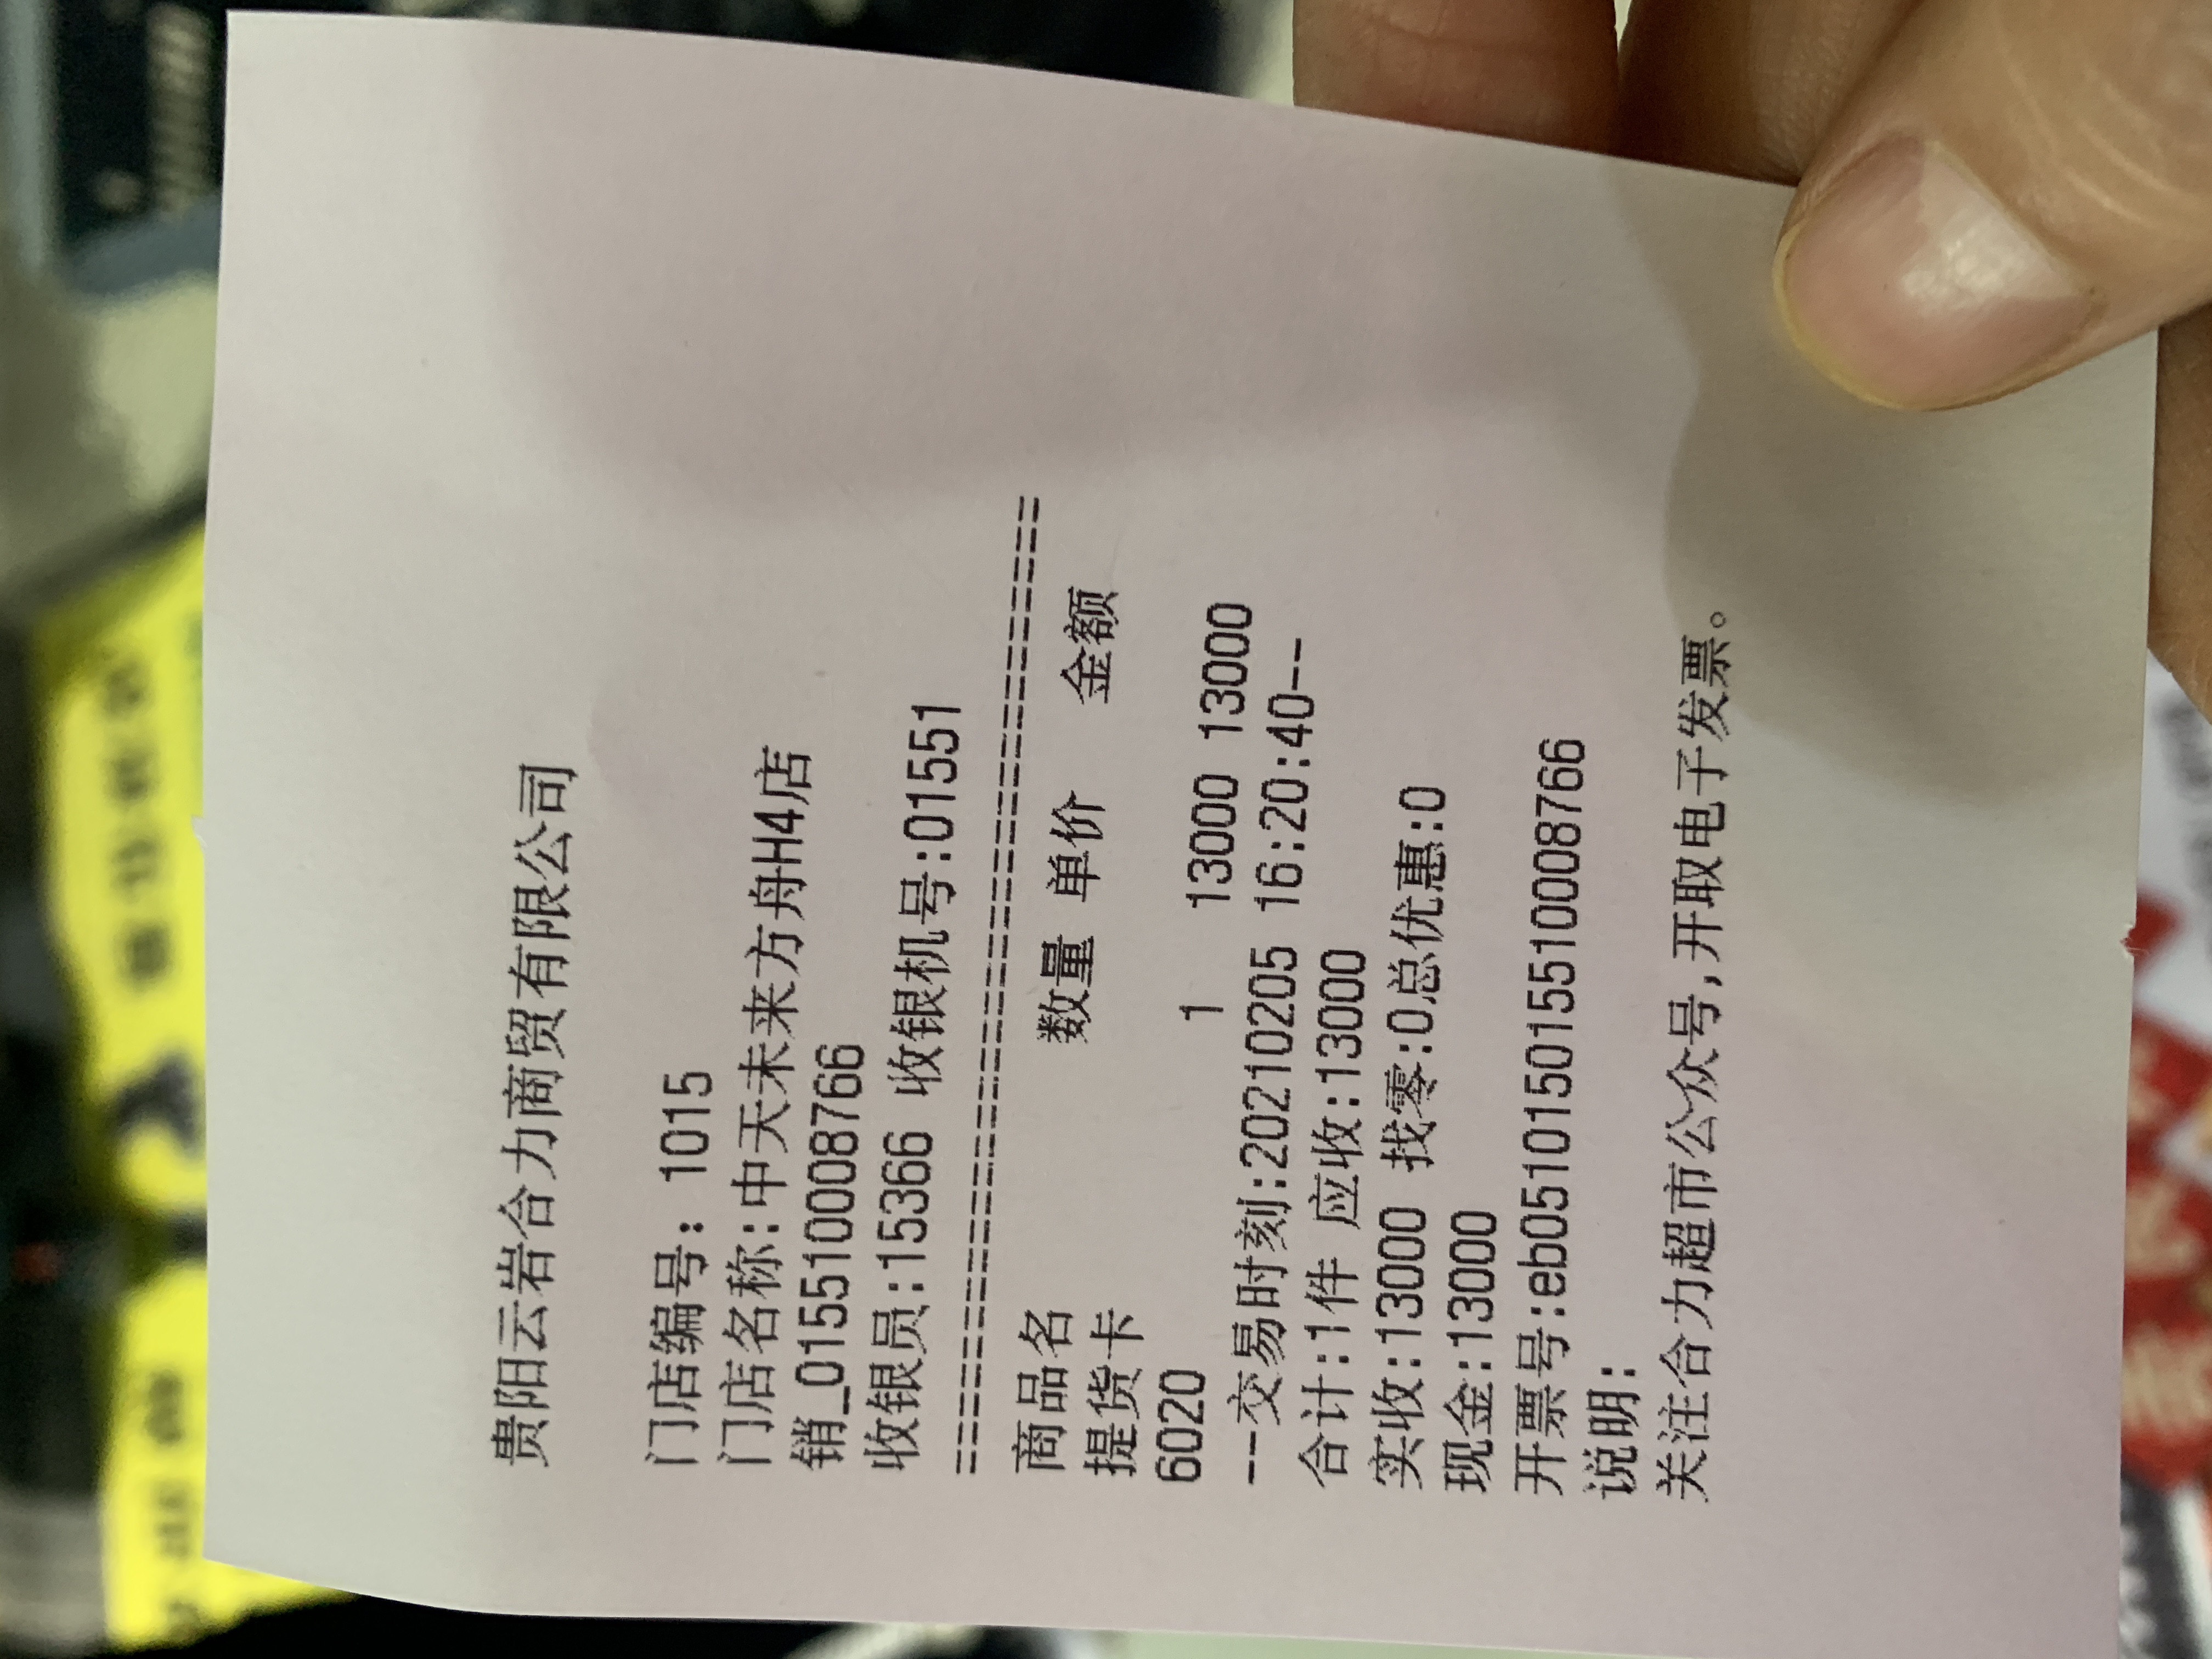 贵阳云岩合力商贸有限公司
门店编号: 1015
门店名称:中天未来方舟H4店
销_015510008766
收银员:15366 收银机号:01551
========================================
商品名 数量 单价 金额
提货卡
6020 1 13000 13000
--交易时刻:20210205 16:20:40--
合计:1件 应收:13000
实收:13000 找零:0总优惠:0
现金:13000
开票号:eb051015015510008766
说明:
关注合力超市公众号,开取电子发票。